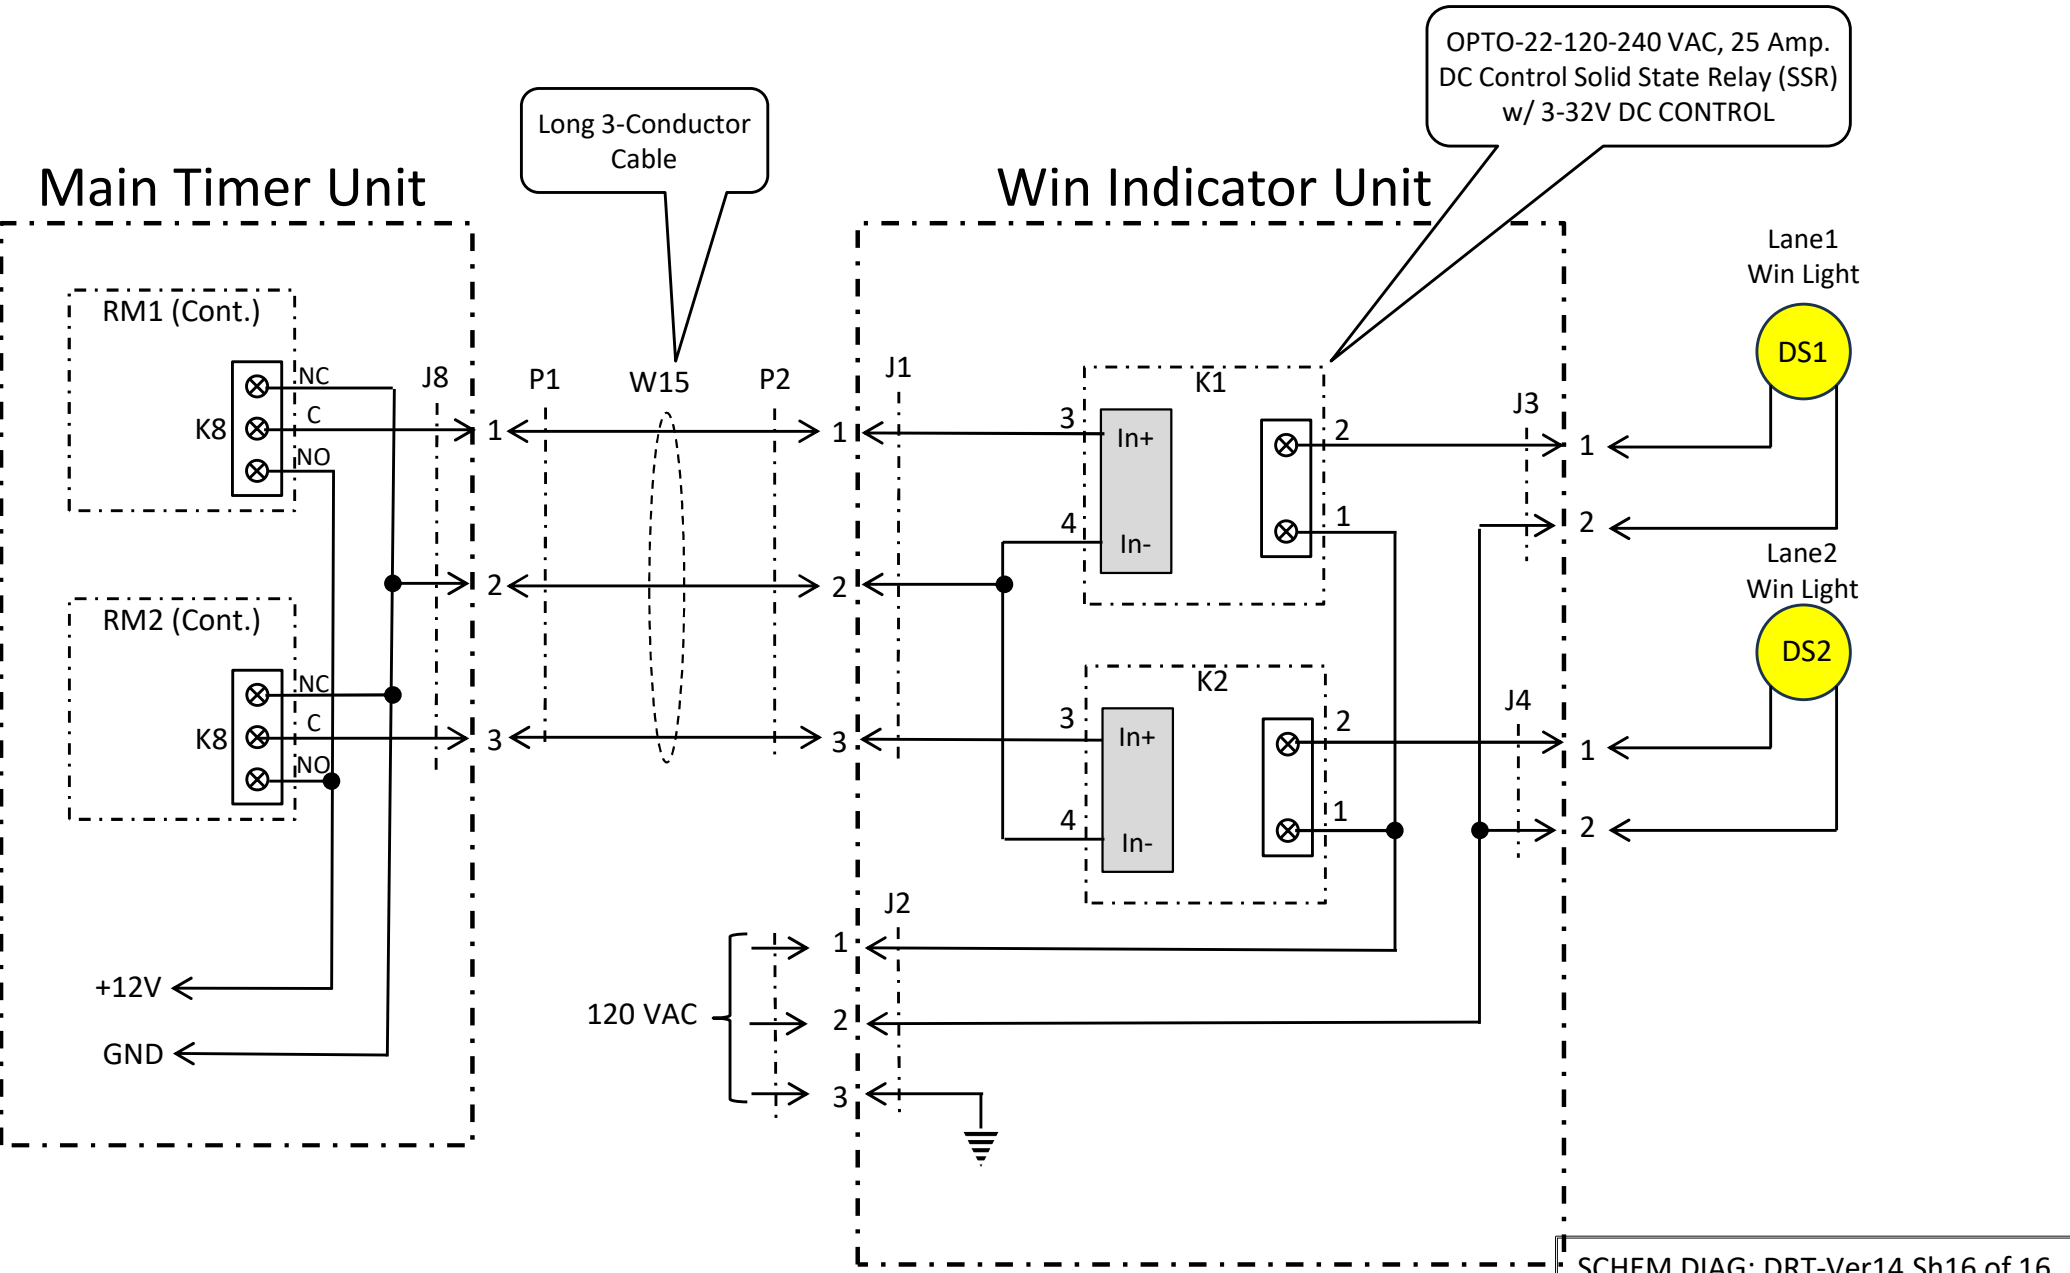 OPTO-22-120-240 VAC, 25 Amp.
DC Control Solid State Relay (SSR)
w/ 3-32V DC CONTROL
Long 3-Conductor
Cable
Main Timer Unit
Win Indicator Unit
Lane1
Win Light
DS1
RM1 (Cont.)
NC
C
NO
K8
J8
P1
W15
P2
J1
K1
J3
1
1
3
In+
2
1
2
2
4
In-
1
2
Lane2
Win Light
DS2
RM2 (Cont.)
NC
C
NO
K8
3
3
K2
3
In+
2
J4
1
4
In-
1
2
J2
+12V
GND
120 VAC
1
2
3
SCHEM DIAG: DRT-Ver14 Sh16 of 16